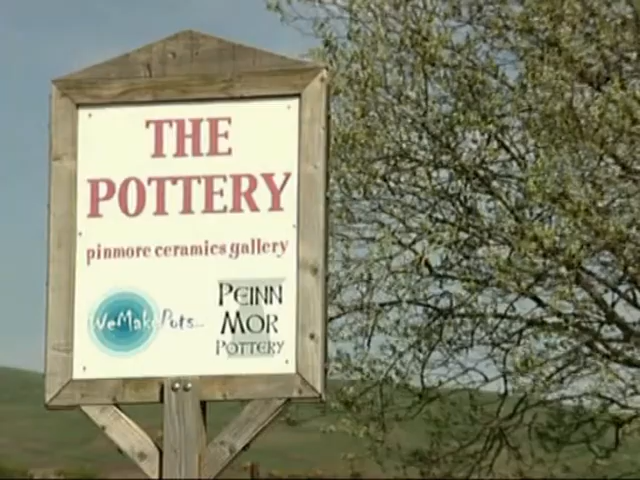 THE
POTTERY
pinmore ceramics gallery
WeMakePots...
PEINN
MOR
POTTERY